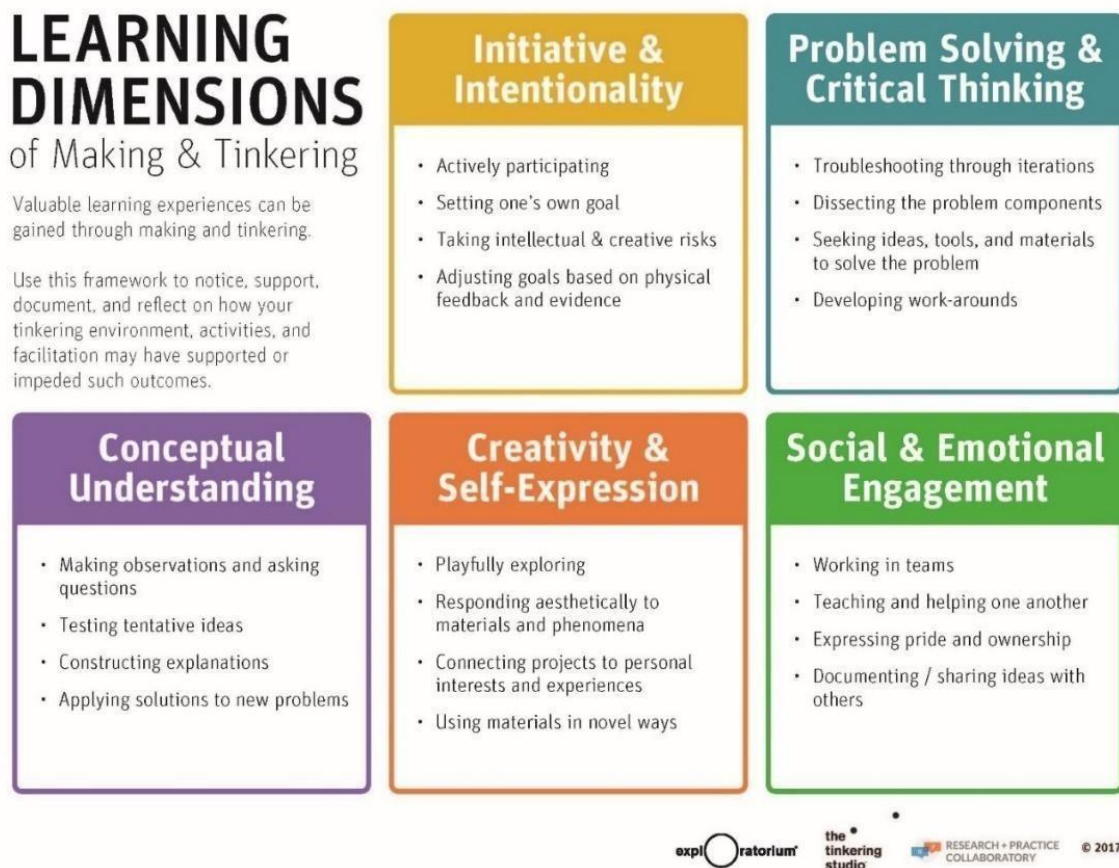 LEARNING
DIMENSIONS
of Making & Tinkering
Valuable learning experiences can be
gained through making and tinkering.
Use this framework to notice, support,
document, and reflect on how your
tinkering environment, activities, and
facilitation may have supported or
impeded such outcomes.
Initiative &
Intentionality
• Actively participating
• Setting one's own goal
• Taking intellectual & creative risks
• Adjusting goals based on physical
feedback and evidence
Problem Solving &
Critical Thinking
• Troubleshooting through iterations
• Dissecting the problem components
• Seeking ideas, tools, and materials
to solve the problem
• Developing work-arounds
Conceptual
Understanding
• Making observations and asking
questions
• Testing tentative ideas
• Constructing explanations
• Applying solutions to new problems
Creativity &
Self-Expression
• Playfully exploring
• Responding aesthetically to
materials and phenomena
• Connecting projects to personal
interests and experiences
• Using materials in novel ways
Social & Emotional
Engagement
• Working in teams
• Teaching and helping one another
• Expressing pride and ownership
• Documenting / sharing ideas with
others
exploratorium
the
tinkering
studio
RESEARCH + PRACTICE
COLLABORATORY
© 2017